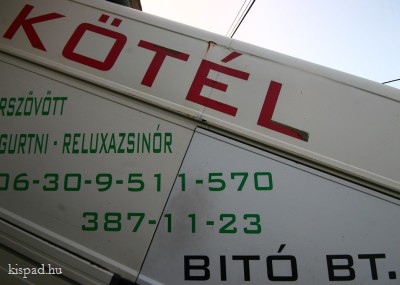 KÖTÉL
RSZÖVÖTT
GURTNI - RELUXAZSINÓR
06-30-9-511-570
387-11-23
BITÓ BT.
kispad.hu